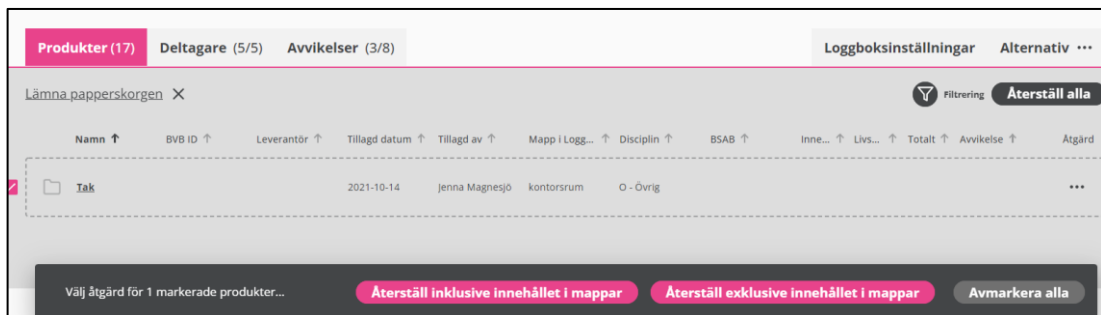 Produkter (17) Deltagare (5/5) Avvikelser (3/8) Loggboksinställningar Alternativ ···
Lämna papperskorgen X Filtrering Återställ alla
Namn ↑ BVB ID ↑ Leverantör ↑ Tillagd datum ↑ Tillagd av ↑ Mapp i Logg... ↑ Disciplin ↑ BSAB ↑ Inne... ↑ Livs... ↑ Totalt ↑ Avvikelse ↑ Åtgärd
Tak 2021-10-14 Jenna Magnesjö kontorsrum O - Övrig ···
Välj åtgärd för 1 markerade produkter... Återställ inklusive innehållet i mappar Återställ exklusive innehållet i mappar Avmarkera alla